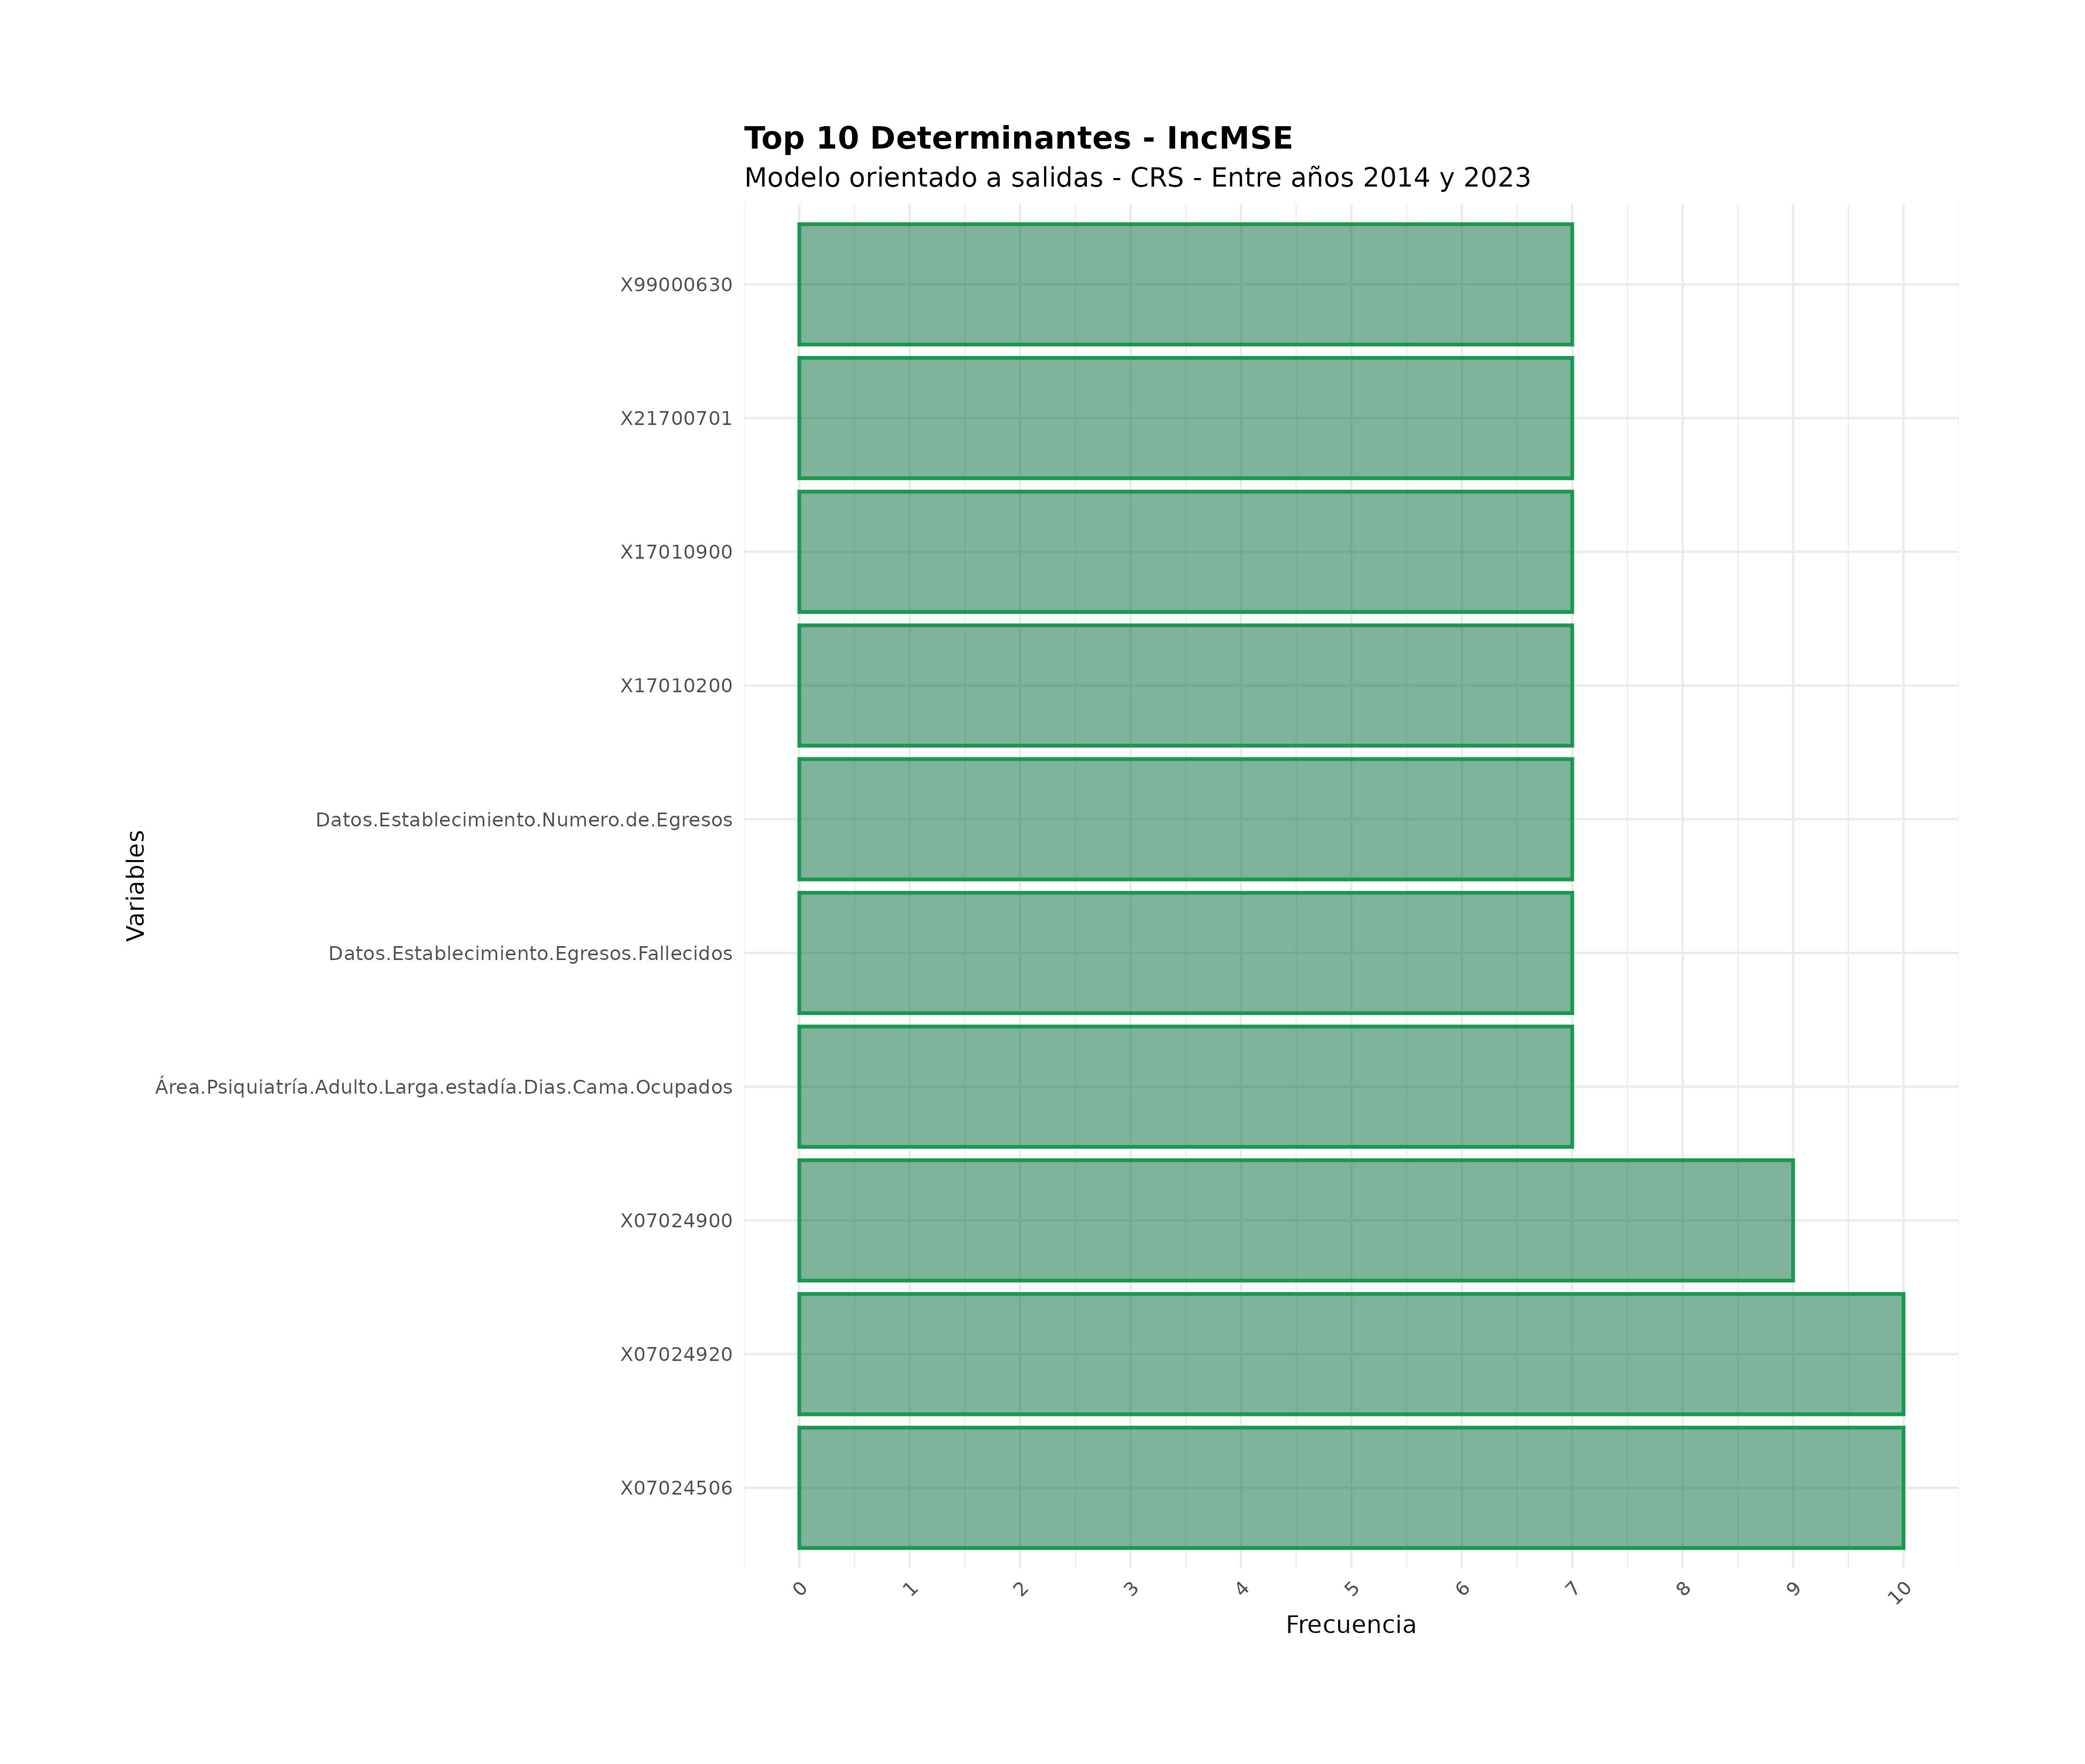 Top 10 Determinantes - IncMSE
Modelo orientado a salidas - CRS - Entre años 2014 y 2023
Variables
X99000630
X21700701
X17010900
X17010200
Datos.Establecimiento.Numero.de.Egresos
Datos.Establecimiento.Egresos.Fallecidos
Área.Psiquiatría.Adulto.Larga.estadía.Dias.Cama.Ocupados
X07024900
X07024920
X07024506
0 1 2 3 4 5 6 7 8 9 10
Frecuencia